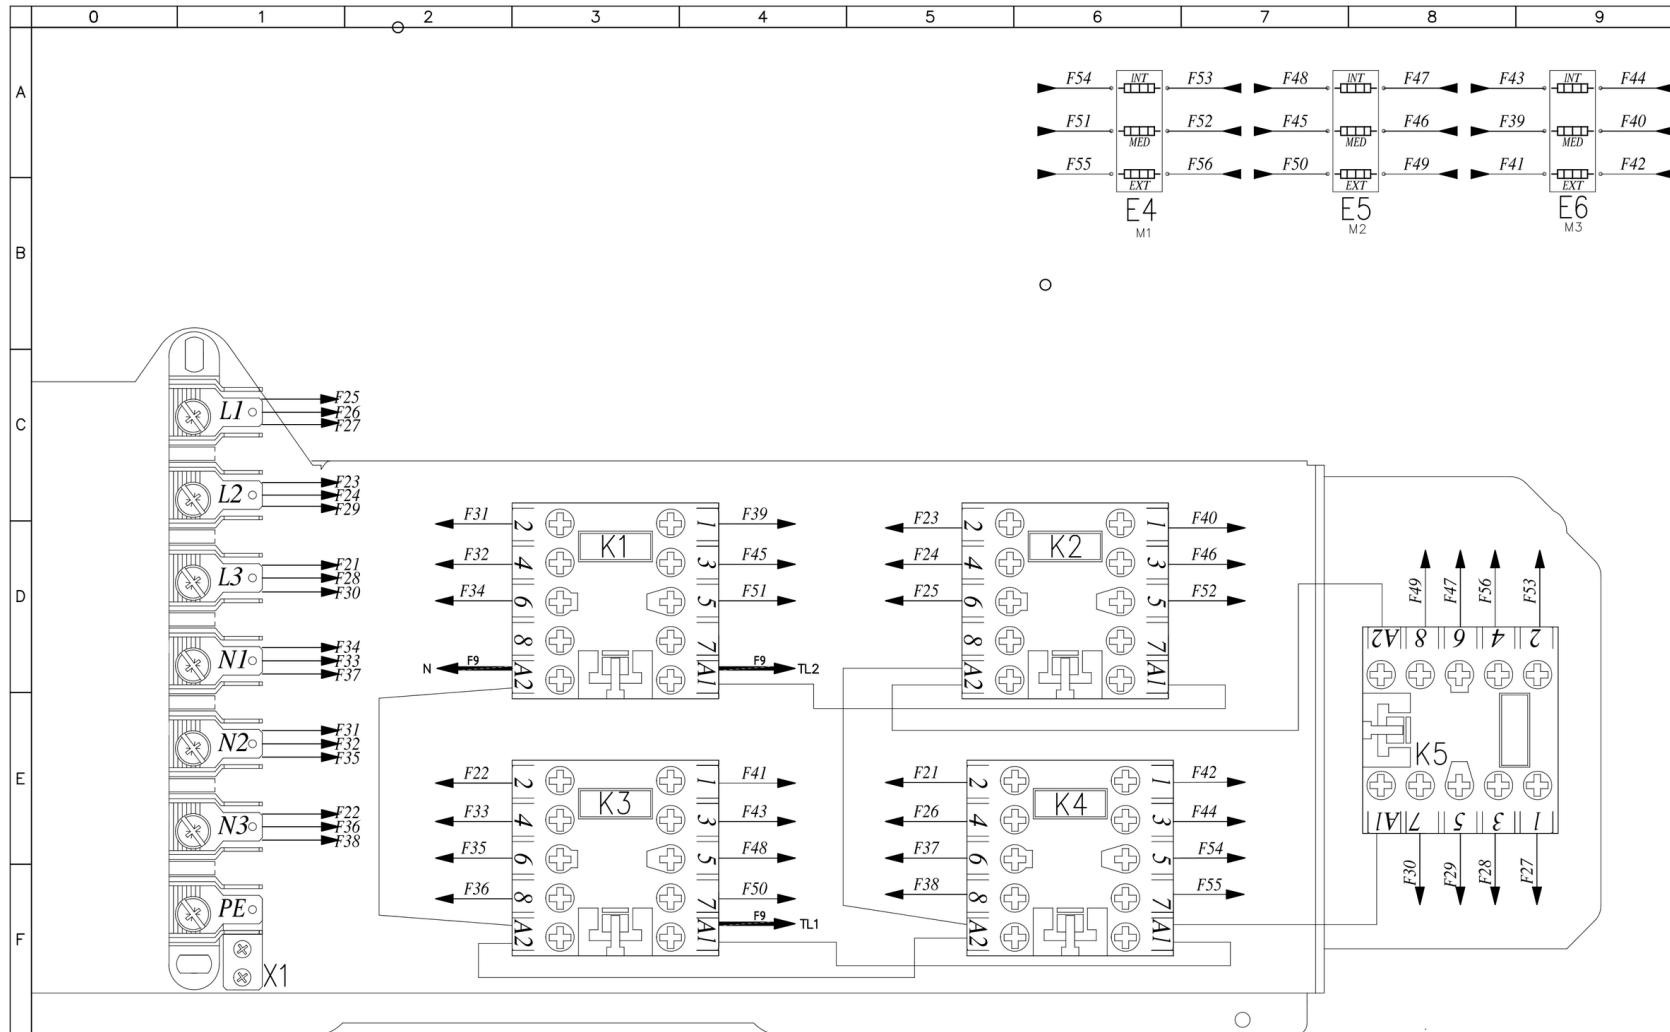 0 1 2 3 4 5 6 7 8 9
A
F54 INT F53 F48 INT F47 F43 INT F44
F51 MED F52 F45 MED F46 F39 MED F40
F55 EXT F56 F50 EXT F49 F41 EXT F42
E4 E5 E6
M1 M2 M3
B
C
L1 F25
F26
F27
L2 F23
F24
F29
D
L3 F21
F28
F30
N1 F34
F33
F37
E
N2 F31
F32
F35
N3 F22
F36
F38
F
PE
X1
F31 2 1 F39
K1
F32 4 3 F45
F34 6 5 F51
8 7
N F9 A2 A1 F9 TL2
F23 2 1 F40
K2
F24 4 3 F46
F25 6 5 F52
8 7
A2 A1
F22 2 1 F41
K3
F33 4 3 F43
F35 6 5 F48
F36 8 7 F50
A2 A1 F9 TL1
F21 2 1 F42
K4
F26 4 3 F44
F37 6 5 F54
F38 8 7 F55
A2 A1
F49 F47 F56 F53
A2 8 6 4 2
K5
A1 7 5 3 1
F30 F29 F28 F27